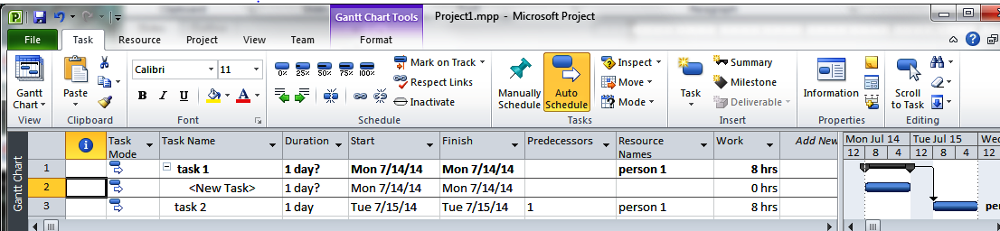 Gantt Chart Tools Project1.mpp - Microsoft Project
File Task Resource Project View Team Format
Gantt Chart Paste Calibri 11 0% 25% 50% 75% 100% Mark on Track Manually Schedule Auto Schedule Inspect Task Summary Information Scroll to Task
Respect Links Move Milestone
B I U A Inactivate Mode Deliverable
View Clipboard Font Schedule Tasks Insert Properties Editing
Task Mode Task Name Duration Start Finish Predecessors Resource Names Work Add New Mon Jul 14 Tue Jul 15 We
12 8 4 12 8 4 12
1 task 1 1 day? Mon 7/14/14 Mon 7/14/14 person 1 8 hrs
2 <New Task> 1 day? Mon 7/14/14 Mon 7/14/14 0 hrs
3 task 2 1 day Tue 7/15/14 Tue 7/15/14 1 person 1 8 hrs per
Gantt Chart